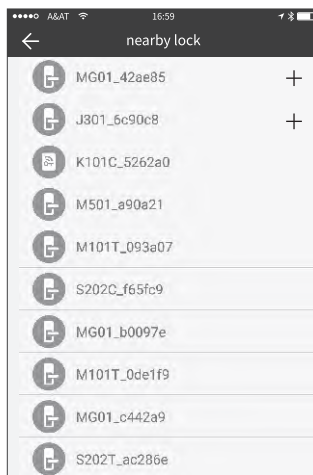 A&AT 16:59
nearby lock
MG01_42ae85 +
J301_6c90c8 +
K101C_5262a0
M501_a90a21
M101T_093a07
S202C_f65fc9
MG01_b0097e
M101T_0de1f9
MG01_c442a9
S202T_ac286e